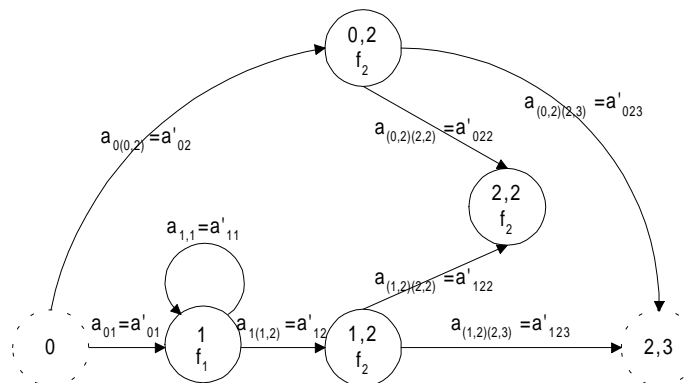 0,2
f₂
a₀₍₀,₂₎=a'₀₂
a₍₀,₂₎₍₂,₃₎=a'₀₂₃
a₍₀,₂₎₍₂,₂₎=a'₀₂₂
2,2
f₂
a₁,₁=a'₁₁
a₍₁,₂₎₍₂,₂₎=a'₁₂₂
0
a₀₁=a'₀₁
1
f₁
a₁₍₁,₂₎=a'₁₂
1,2
f₂
a₍₁,₂₎₍₂,₃₎=a'₁₂₃
2,3